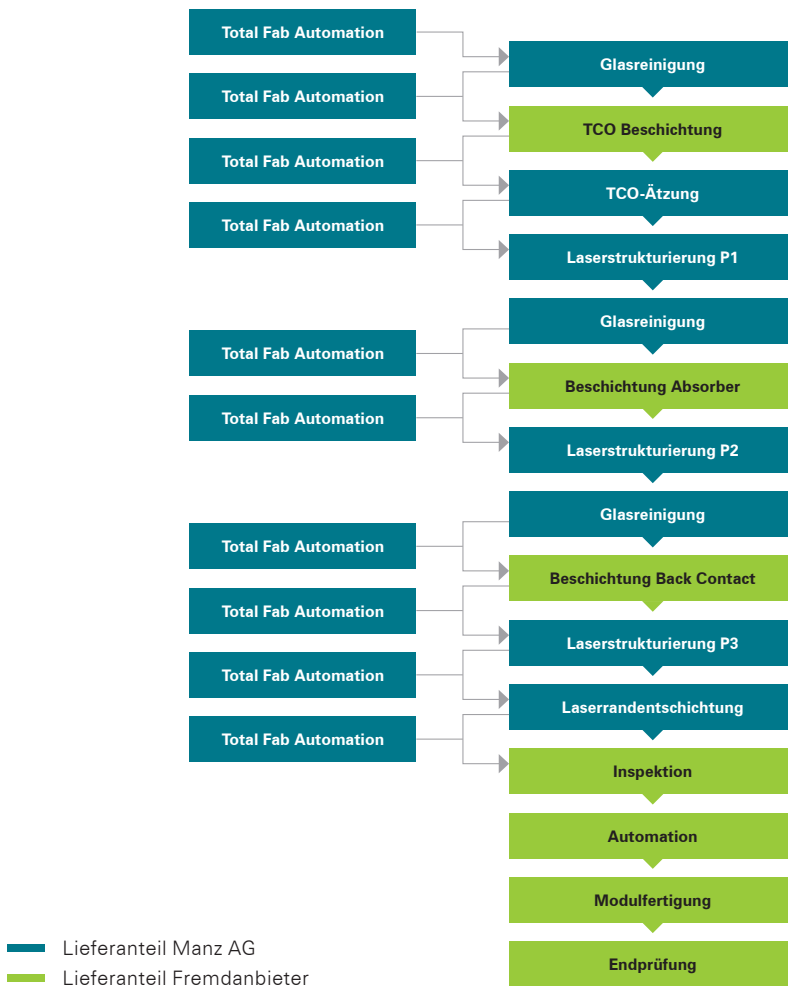 Total Fab Automation
Glasreinigung
Total Fab Automation
TCO Beschichtung
Total Fab Automation
TCO-Ätzung
Total Fab Automation
Laserstrukturierung P1
Glasreinigung
Total Fab Automation
Beschichtung Absorber
Total Fab Automation
Laserstrukturierung P2
Glasreinigung
Total Fab Automation
Beschichtung Back Contact
Total Fab Automation
Laserstrukturierung P3
Total Fab Automation
Laserrandentschichtung
Total Fab Automation
Inspektion
Automation
Modulfertigung
Endprüfung
Lieferanteil Manz AG
Lieferanteil Fremdanbieter